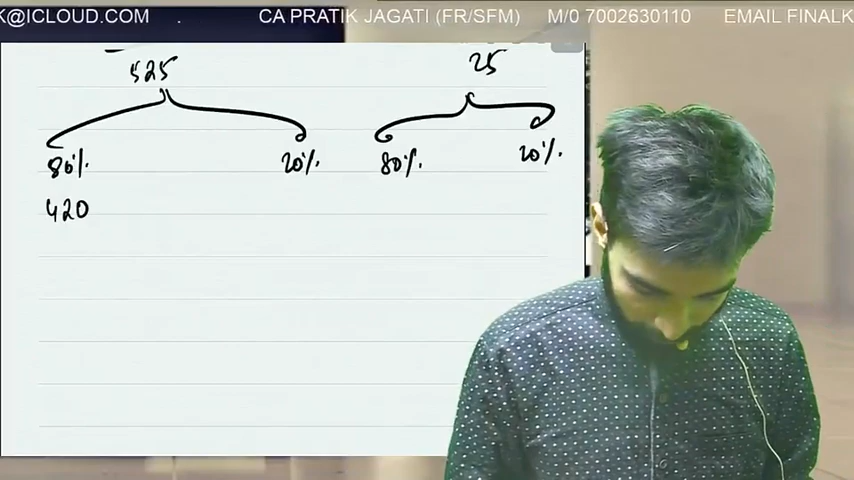 K@ICLOUD.COM . CA PRATIK JAGATI (FR/SFM) M/0 7002630110 EMAIL FINALK
525 25
80% 20% 80% 20%
420